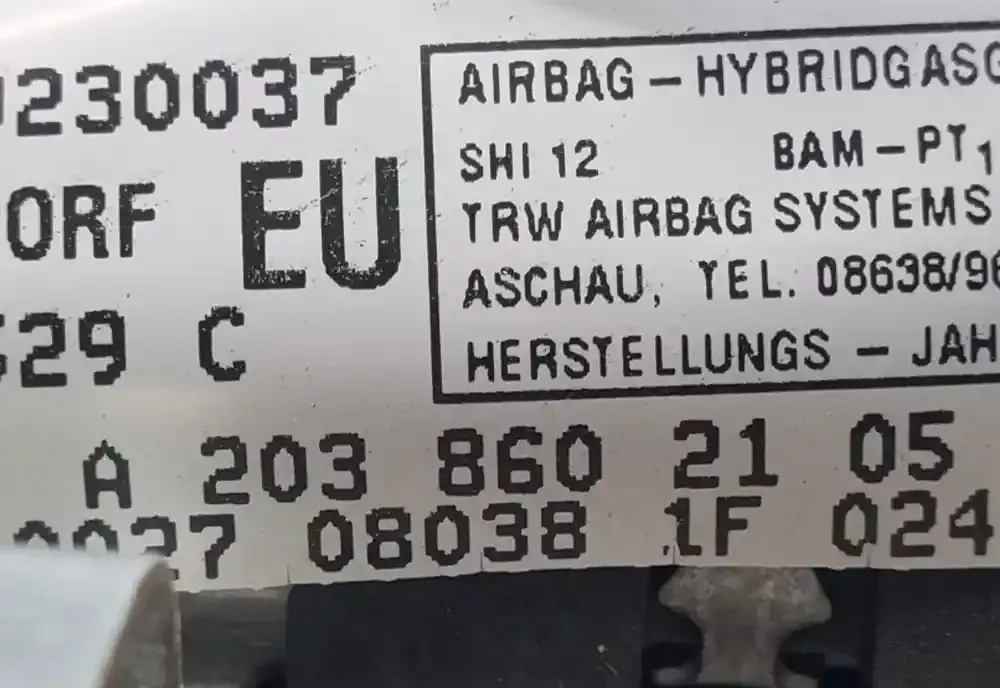 230037
ORF EU
29 C
AIRBAG – HYBRIDGASG
SHI 12 BAM – PT1
TRW AIRBAG SYSTEMS
ASCHAU, TEL. 08638/96
HERSTELLUNGS – JAH
A 203 860 21 05
0027 08038 1F 024